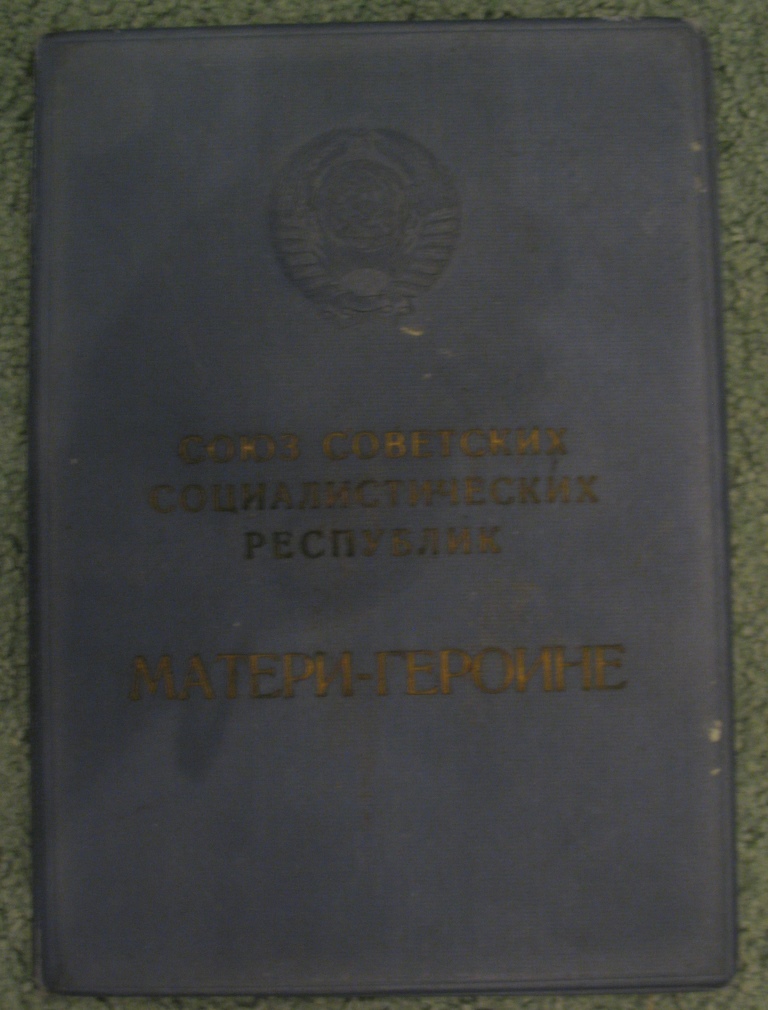 СОЮЗ СОВЕТСКИХ
СОЦИАЛИСТИЧЕСКИХ
РЕСПУБЛИК
МАТЕРИ-ГЕРОИНЕ